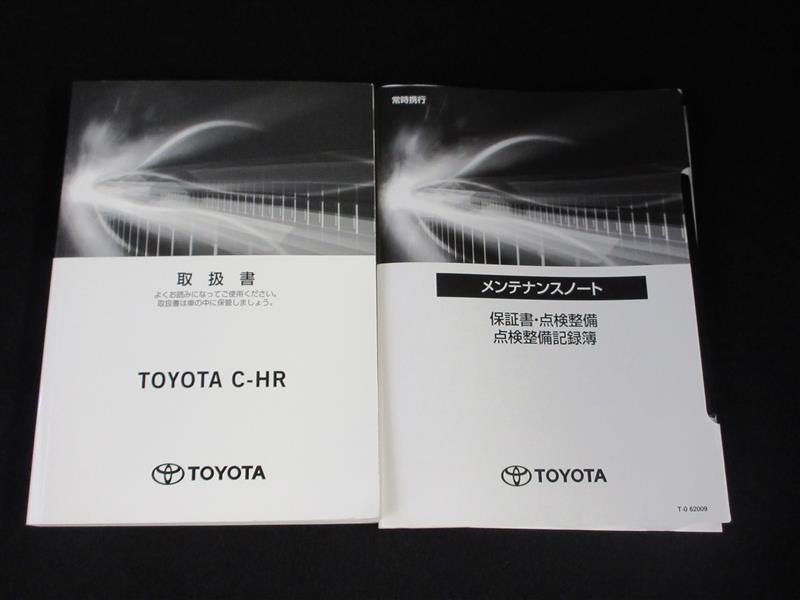 取扱書
よくお読みになってご使用ください。
取扱書は車の中に保管しましょう。
TOYOTA C-HR
TOYOTA
常時携行
メンテナンスノート
保証書・点検整備
点検整備記録簿
TOYOTA
T-0 62009